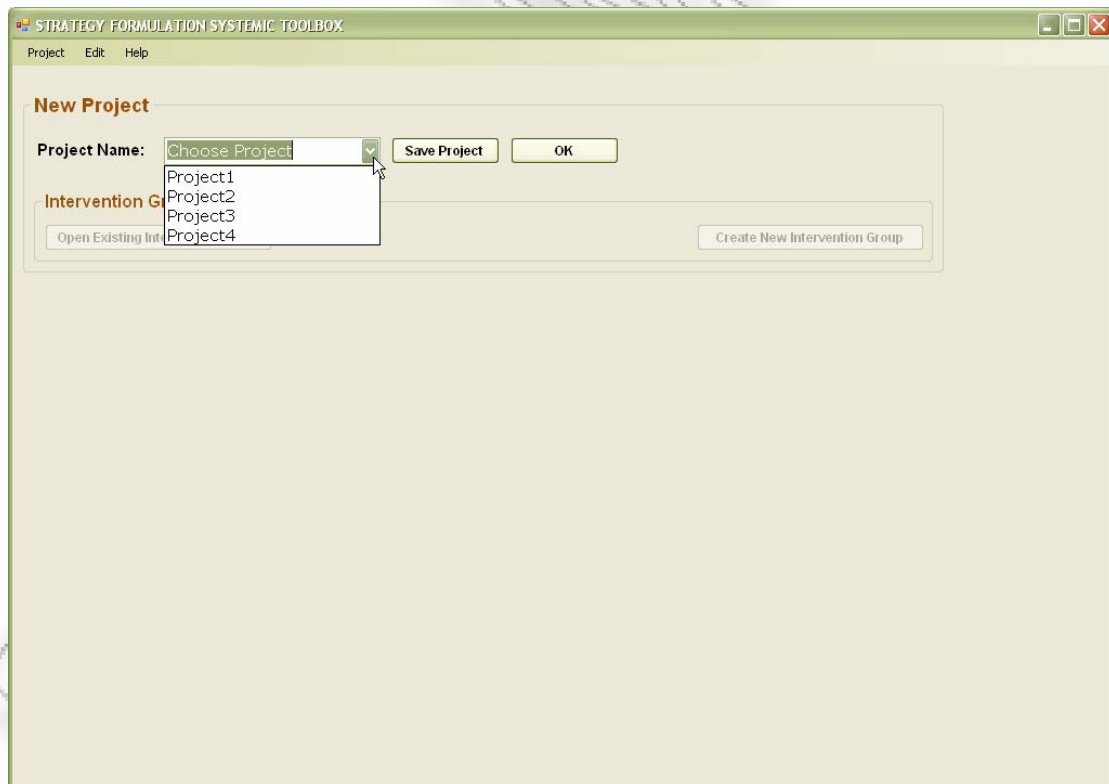 STRATEGY FORMULATION SYSTEMIC TOOLBOX
Project Edit Help
New Project
Project Name: Choose Project Save Project OK
Project1
Project2
Intervention
Project3
Project4
Open Existing Create New Intervention Group